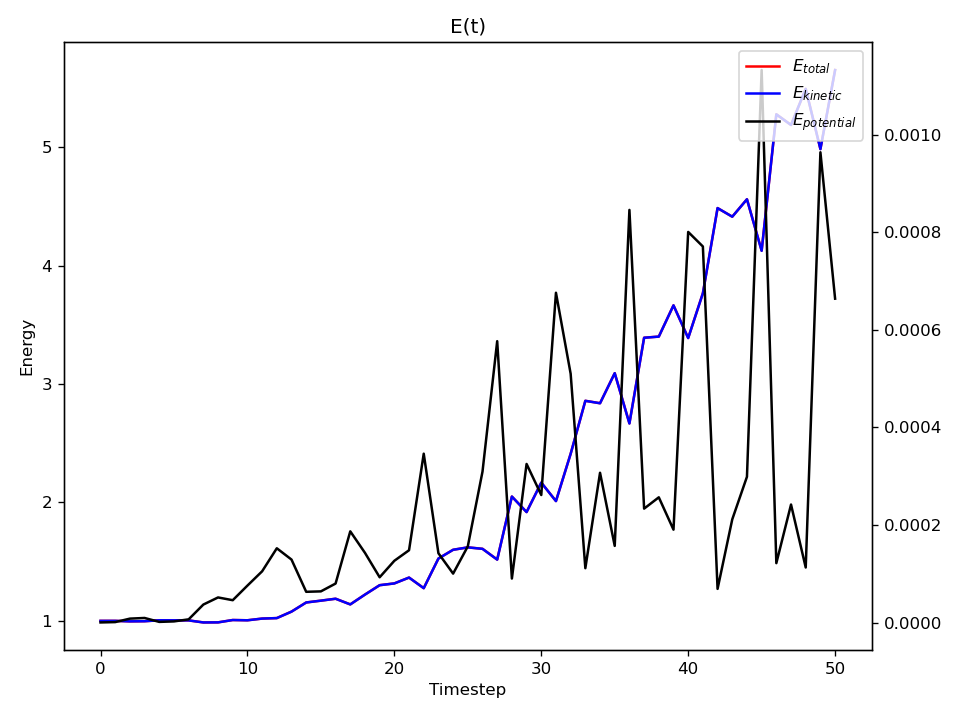 E(t)
E_total
E_kinetic
E_potential
Energy
5
4
3
2
1
0.0010
0.0008
0.0006
0.0004
0.0002
0.0000
0 10 20 30 40 50
Timestep